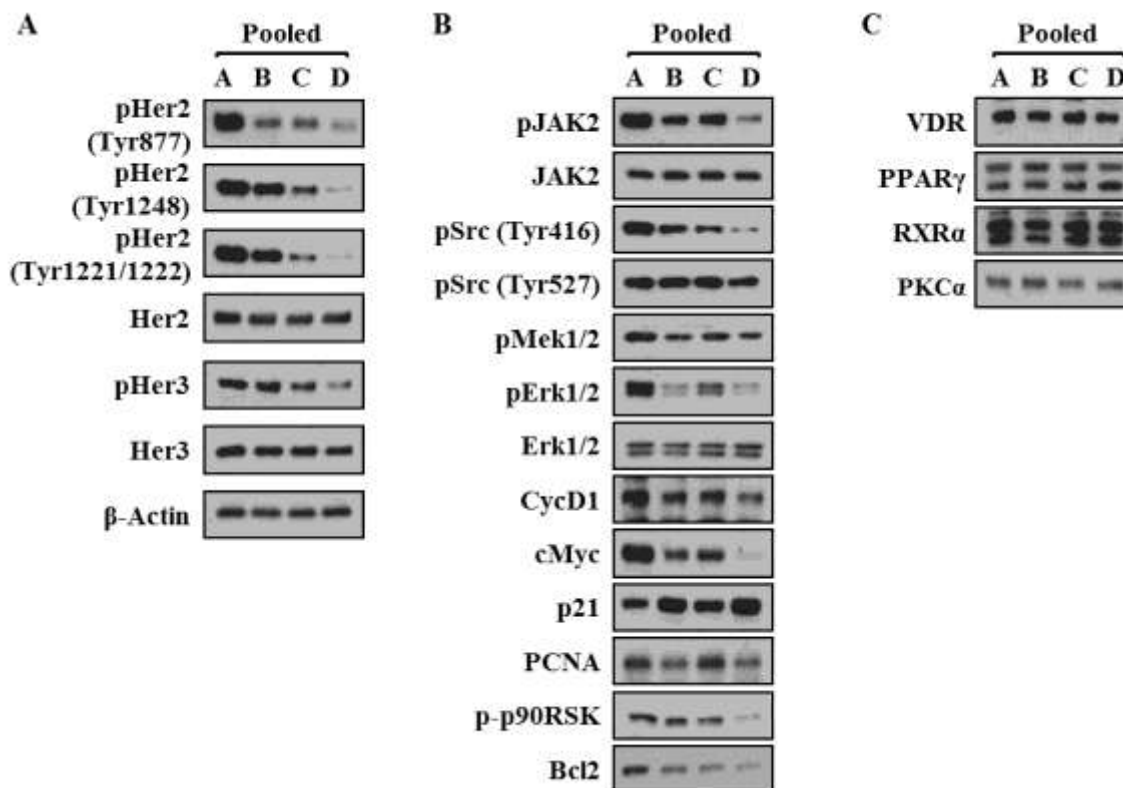 A
Pooled
A B C D
pHer2
(Tyr877)
pHer2
(Tyr1248)
pHer2
(Tyr1221/1222)
Her2
pHer3
Her3
β-Actin
B
Pooled
A B C D
pJAK2
JAK2
pSrc (Tyr416)
pSrc (Tyr527)
pMek1/2
pErk1/2
Erk1/2
CycD1
cMyc
p21
PCNA
p-p90RSK
Bcl2
C
Pooled
A B C D
VDR
PPARγ
RXRα
PKCα